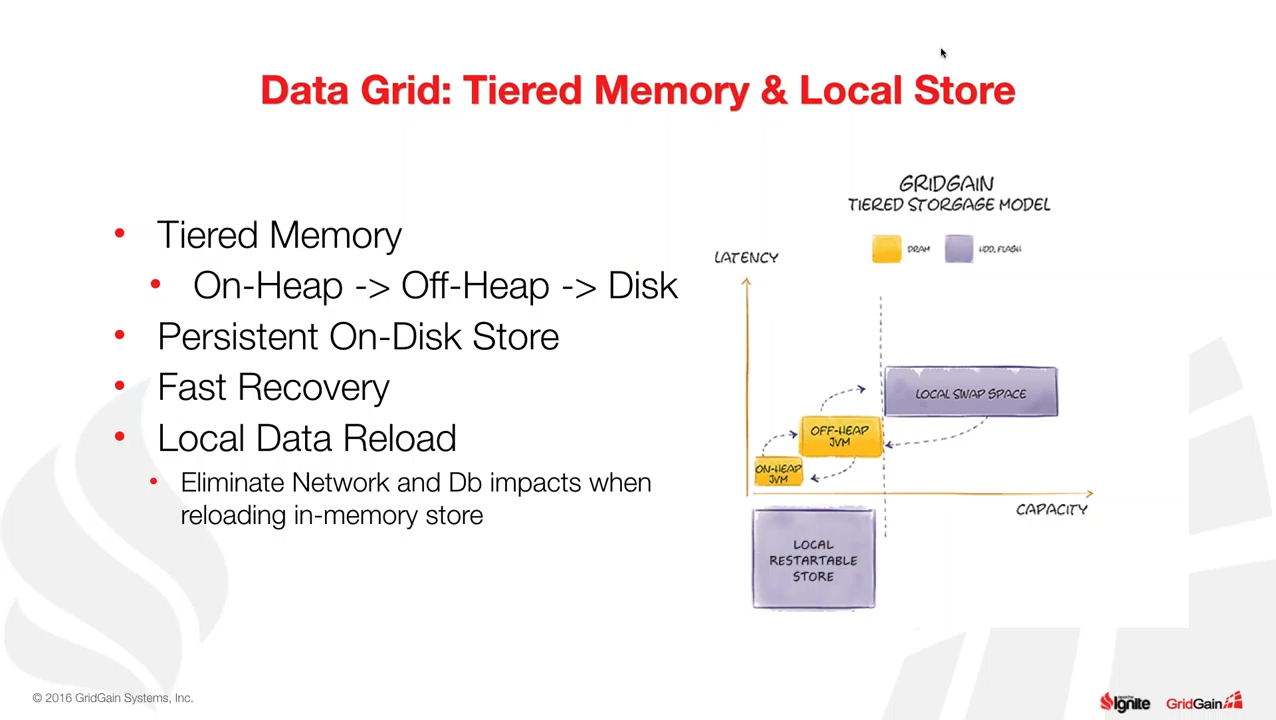 Data Grid: Tiered Memory & Local Store
• Tiered Memory
• On-Heap -> Off-Heap -> Disk
• Persistent On-Disk Store
• Fast Recovery
• Local Data Reload
• Eliminate Network and Db impacts when
reloading in-memory store
GRIDGAIN
TIERED STORGAGE MODEL
DRAM
HDD, FLASH
LATENCY
LOCAL SWAP SPACE
OFF-HEAP
JVM
ON-HEAP
JVM
CAPACITY
LOCAL
RESTARTABLE
STORE
© 2016 GridGain Systems, Inc.
Ignite
GridGain